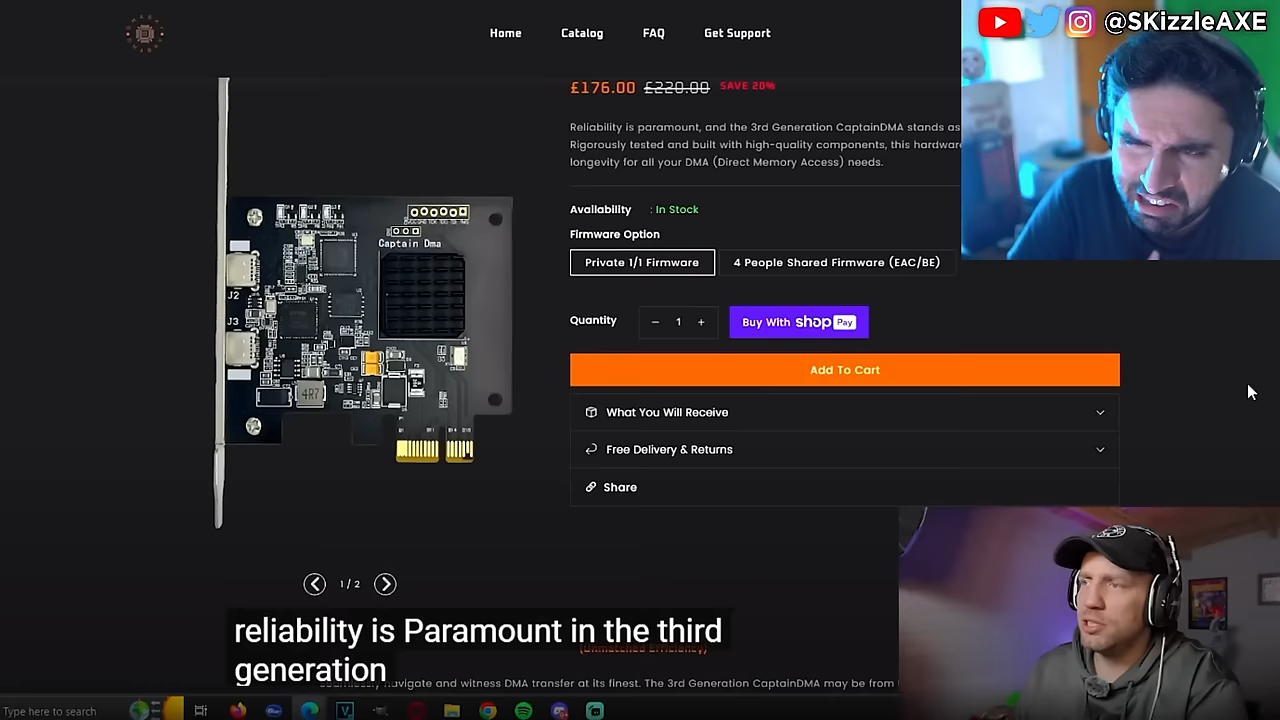 @SKizzleAXE
Home
Catalog
FAQ
Get Support
£176.00 £220.00 SAVE 20%
Reliability is paramount, and the 3rd Generation CaptainDMA stands as
Rigorously tested and built with high-quality components, this hardware
longevity for all your DMA (Direct Memory Access) needs.
Availability : In Stock
Firmware Option
Private 1/1 Firmware
4 People Shared Firmware (EAC/BE)
Captain Dma
J2
J3
4R7
Quantity
− 1 +
Buy With shop Pay
Add To Cart
What You Will Receive
Free Delivery & Returns
Share
1 / 2
reliability is Paramount in the third
generation
(Unmatched Efficiency)
seamlessly navigate and witness DMA transfer at its finest. The 3rd Generation CaptainDMA may be from
Type here to search